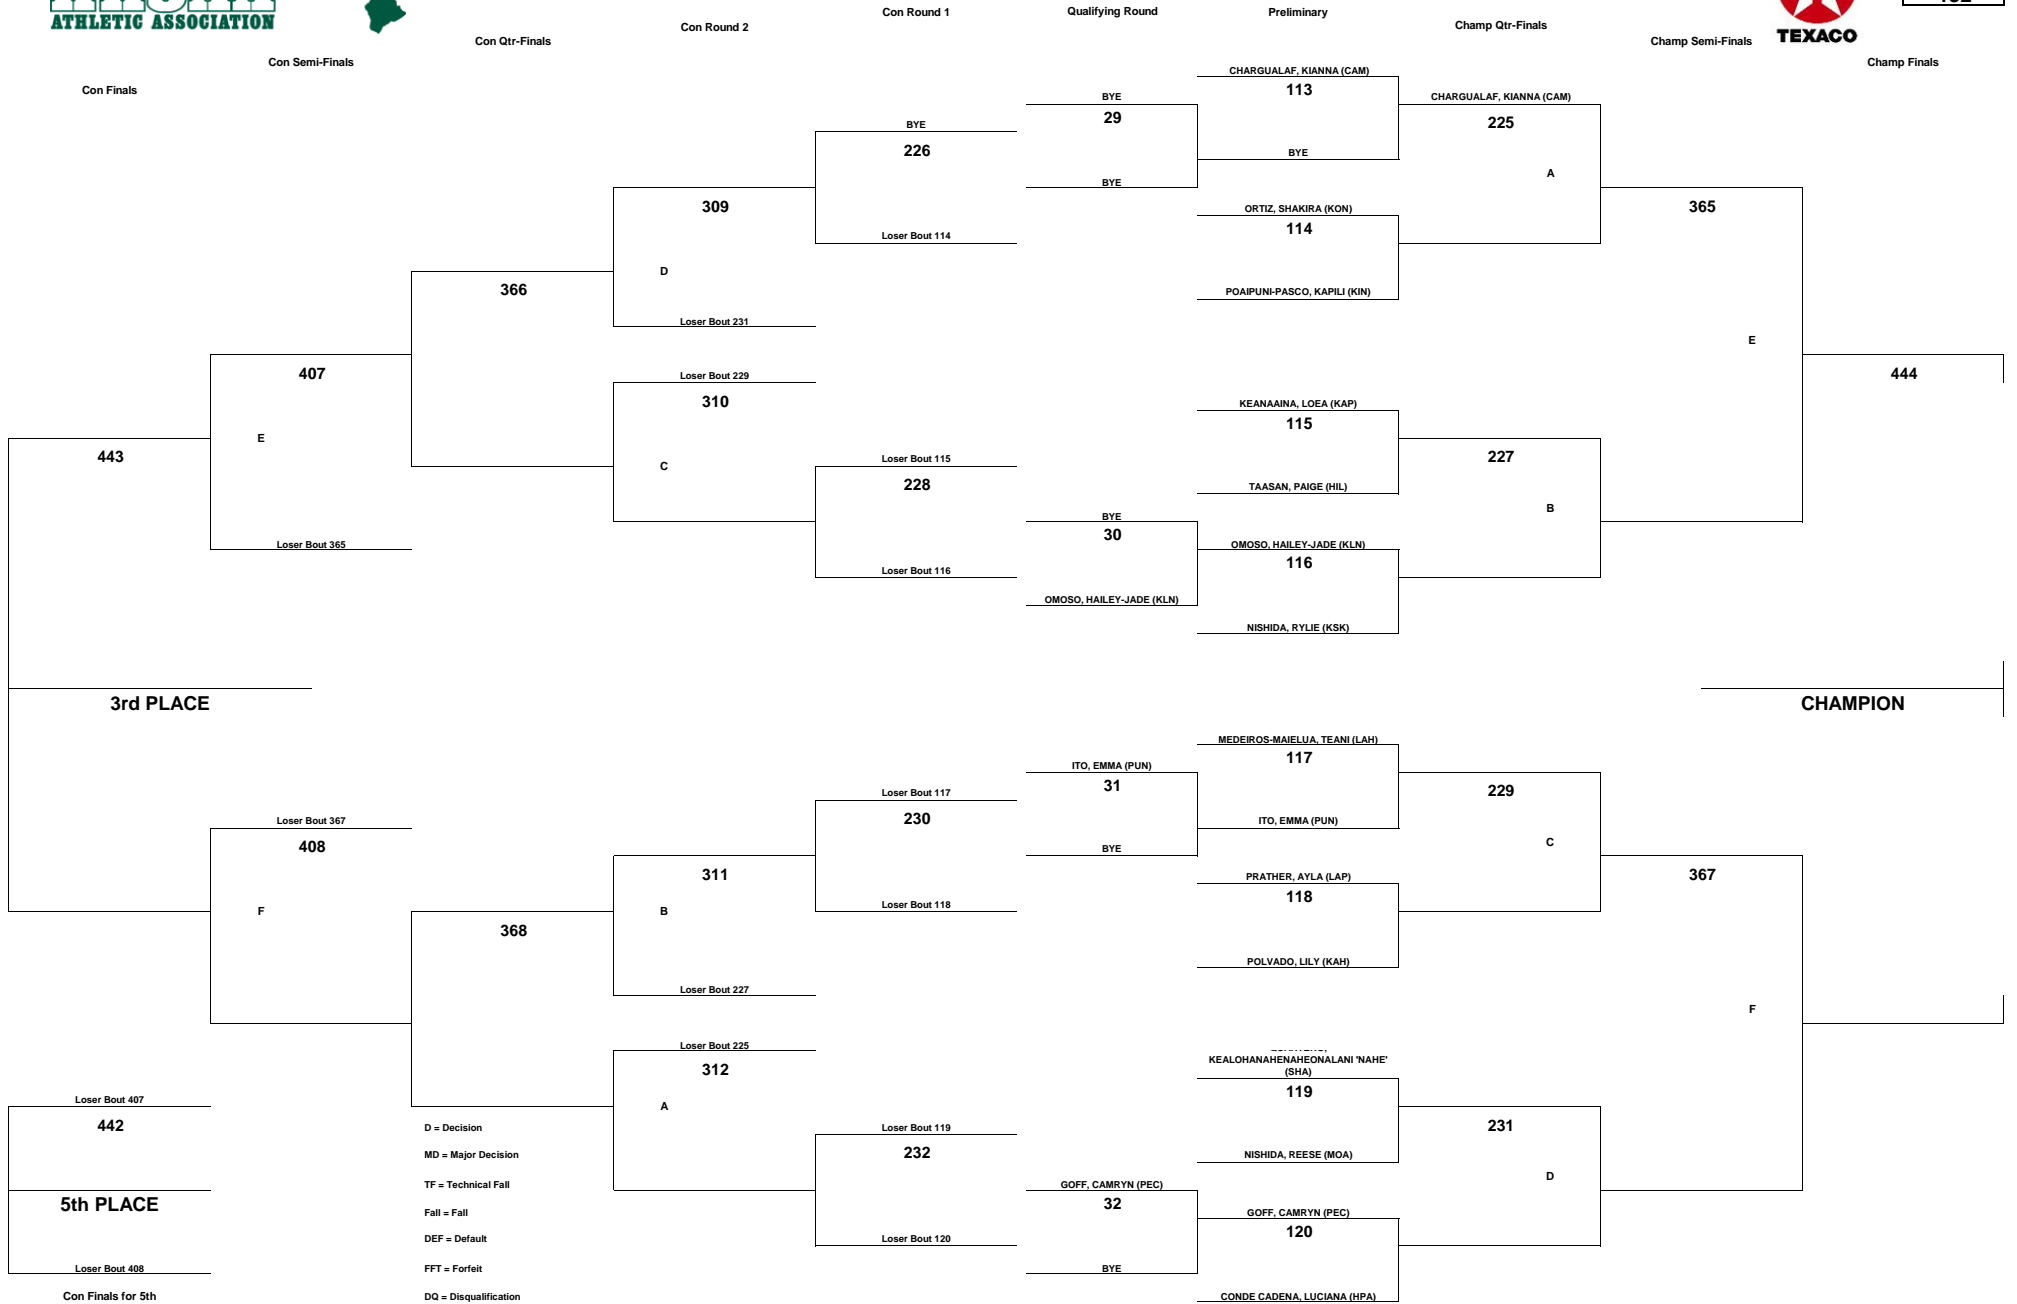 ATHLETIC ASSOCIATION
TEXACO
Con Finals
Con Semi-Finals
Con Qtr-Finals
Con Round 2
Con Round 1
Qualifying Round
Preliminary
Champ Qtr-Finals
Champ Semi-Finals
Champ Finals
CHARGUALAF, KIANNA (CAM)
113
BYE
CHARGUALAF, KIANNA (CAM)
BYE
29
BYE
225
A
BYE
226
Loser Bout 114
ORTIZ, SHAKIRA (KON)
114
POAIPUNI-PASCO, KAPILI (KIN)
309
D
Loser Bout 231
365
E
366
Loser Bout 229
310
C
407
E
Loser Bout 365
444
KEANAAINA, LOEA (KAP)
115
TAASAN, PAIGE (HIL)
443
Loser Bout 115
228
Loser Bout 116
227
B
BYE
30
OMOSO, HAILEY-JADE (KLN)
OMOSO, HAILEY-JADE (KLN)
116
NISHIDA, RYLIE (KSK)
3rd PLACE
CHAMPION
MEDEIROS-MAIELUA, TEANI (LAH)
117
ITO, EMMA (PUN)
ITO, EMMA (PUN)
31
BYE
229
C
Loser Bout 117
230
Loser Bout 118
Loser Bout 367
408
F
311
B
Loser Bout 227
PRATHER, AYLA (LAP)
118
POLVADO, LILY (KAH)
367
F
368
Loser Bout 225
312
A
KEALOHANAHENAHEONALANI 'NAHE'
(SHA)
119
NISHIDA, REESE (MOA)
Loser Bout 407
442
5th PLACE
Loser Bout 408
Con Finals for 5th
D = Decision
MD = Major Decision
TF = Technical Fall
Fall = Fall
DEF = Default
FFT = Forfeit
DQ = Disqualification
Loser Bout 119
232
Loser Bout 120
231
D
GOFF, CAMRYN (PEC)
32
BYE
GOFF, CAMRYN (PEC)
120
CONDE CADENA, LUCIANA (HPA)